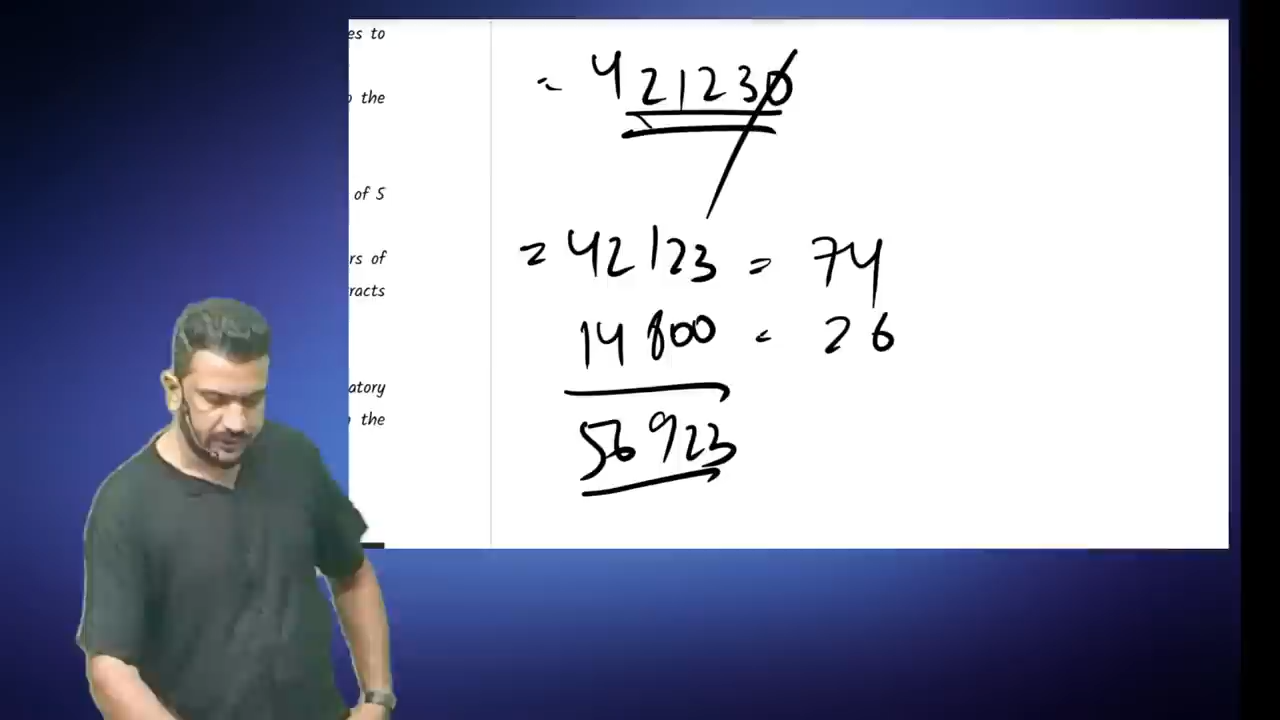 es to
= 421230
o the
of 5
rs of
= 42123 = 74
racts
14800 = 26
atory
the
56923